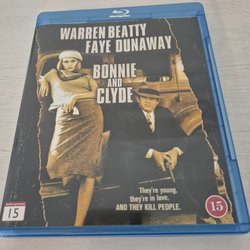 WARREN BEATTY
FAYE DUNAWAY
BONNIE
AND
CLYDE
They're young,
they're in love,
AND THEY KILL PEOPLE.
15
15